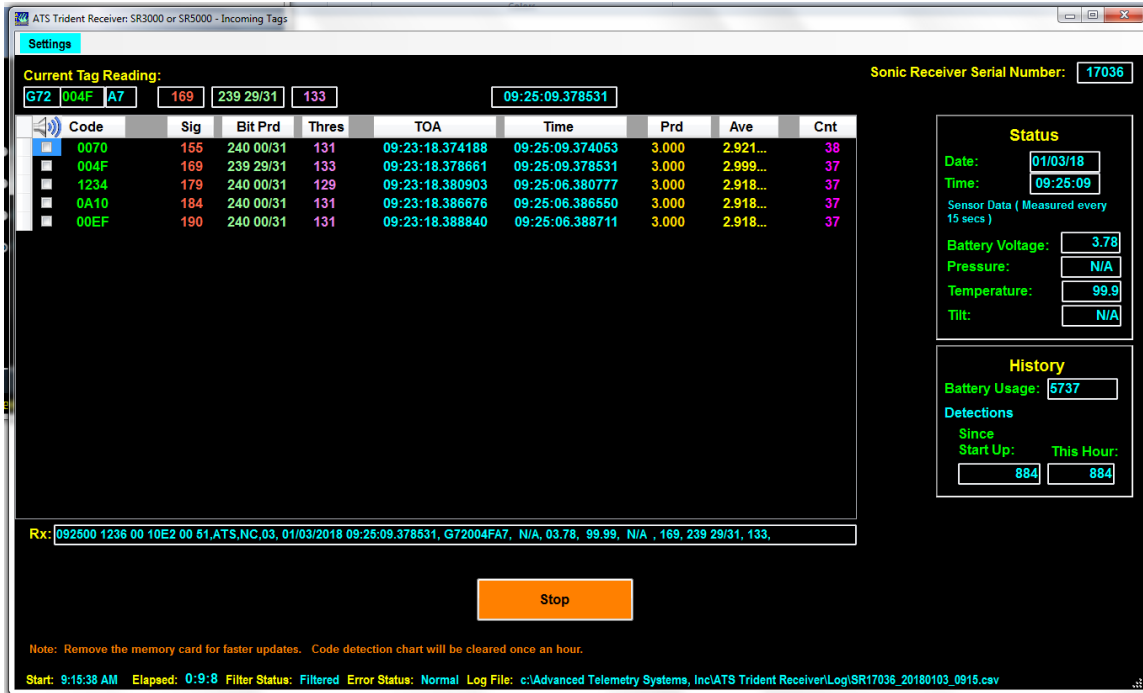 ATS Trident Receiver: SR3000 or SR5000 - Incoming Tags
Settings
Current Tag Reading:
Sonic Receiver Serial Number: 17036
G72 004F A7 169 239 29/31 133 09:25:09.378531
Code Sig Bit Prd Thres TOA Time Prd Ave Cnt
0070 155 240 00/31 131 09:23:18.374188 09:25:09.374053 3.000 2.921... 38
004F 169 239 29/31 133 09:23:18.378661 09:25:09.378531 3.000 2.999... 37
1234 179 240 00/31 129 09:23:18.380903 09:25:06.380777 3.000 2.918... 37
0A10 184 240 00/31 131 09:23:18.386676 09:25:06.386550 3.000 2.918... 37
00EF 190 240 00/31 131 09:23:18.388840 09:25:06.388711 3.000 2.918... 37
Status
Date: 01/03/18
Time: 09:25:09
Sensor Data ( Measured every
15 secs )
Battery Voltage: 3.78
Pressure: N/A
Temperature: 99.9
Tilt: N/A
History
Battery Usage: 5737
Detections
Since
Start Up: This Hour:
884 884
Rx: 092500 1236 00 10E2 00 51,ATS,NC,03, 01/03/2018 09:25:09.378531, G72004FA7, N/A, 03.78, 99.99, N/A , 169, 239 29/31, 133,
Stop
Note: Remove the memory card for faster updates. Code detection chart will be cleared once an hour.
Start: 9:15:38 AM Elapsed: 0:9:8 Filter Status: Filtered Error Status: Normal Log File: c:\Advanced Telemetry Systems, Inc\ATS Trident Receiver\Log\SR17036_20180103_0915.csv